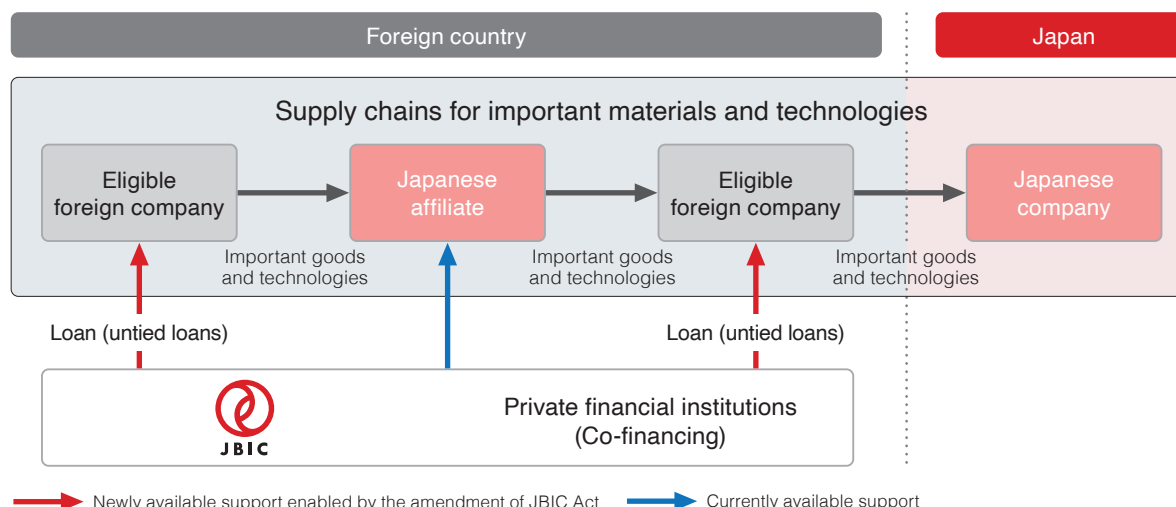 Foreign country
Japan
Supply chains for important materials and technologies
Eligible
foreign company
Japanese
affiliate
Eligible
foreign company
Japanese
company
Important goods
and technologies
Important goods
and technologies
Important goods
and technologies
Loan (untied loans)
Loan (untied loans)
JBIC
Private financial institutions
(Co-financing)
Newly available support enabled by the amendment of JBIC Act
Currently available support